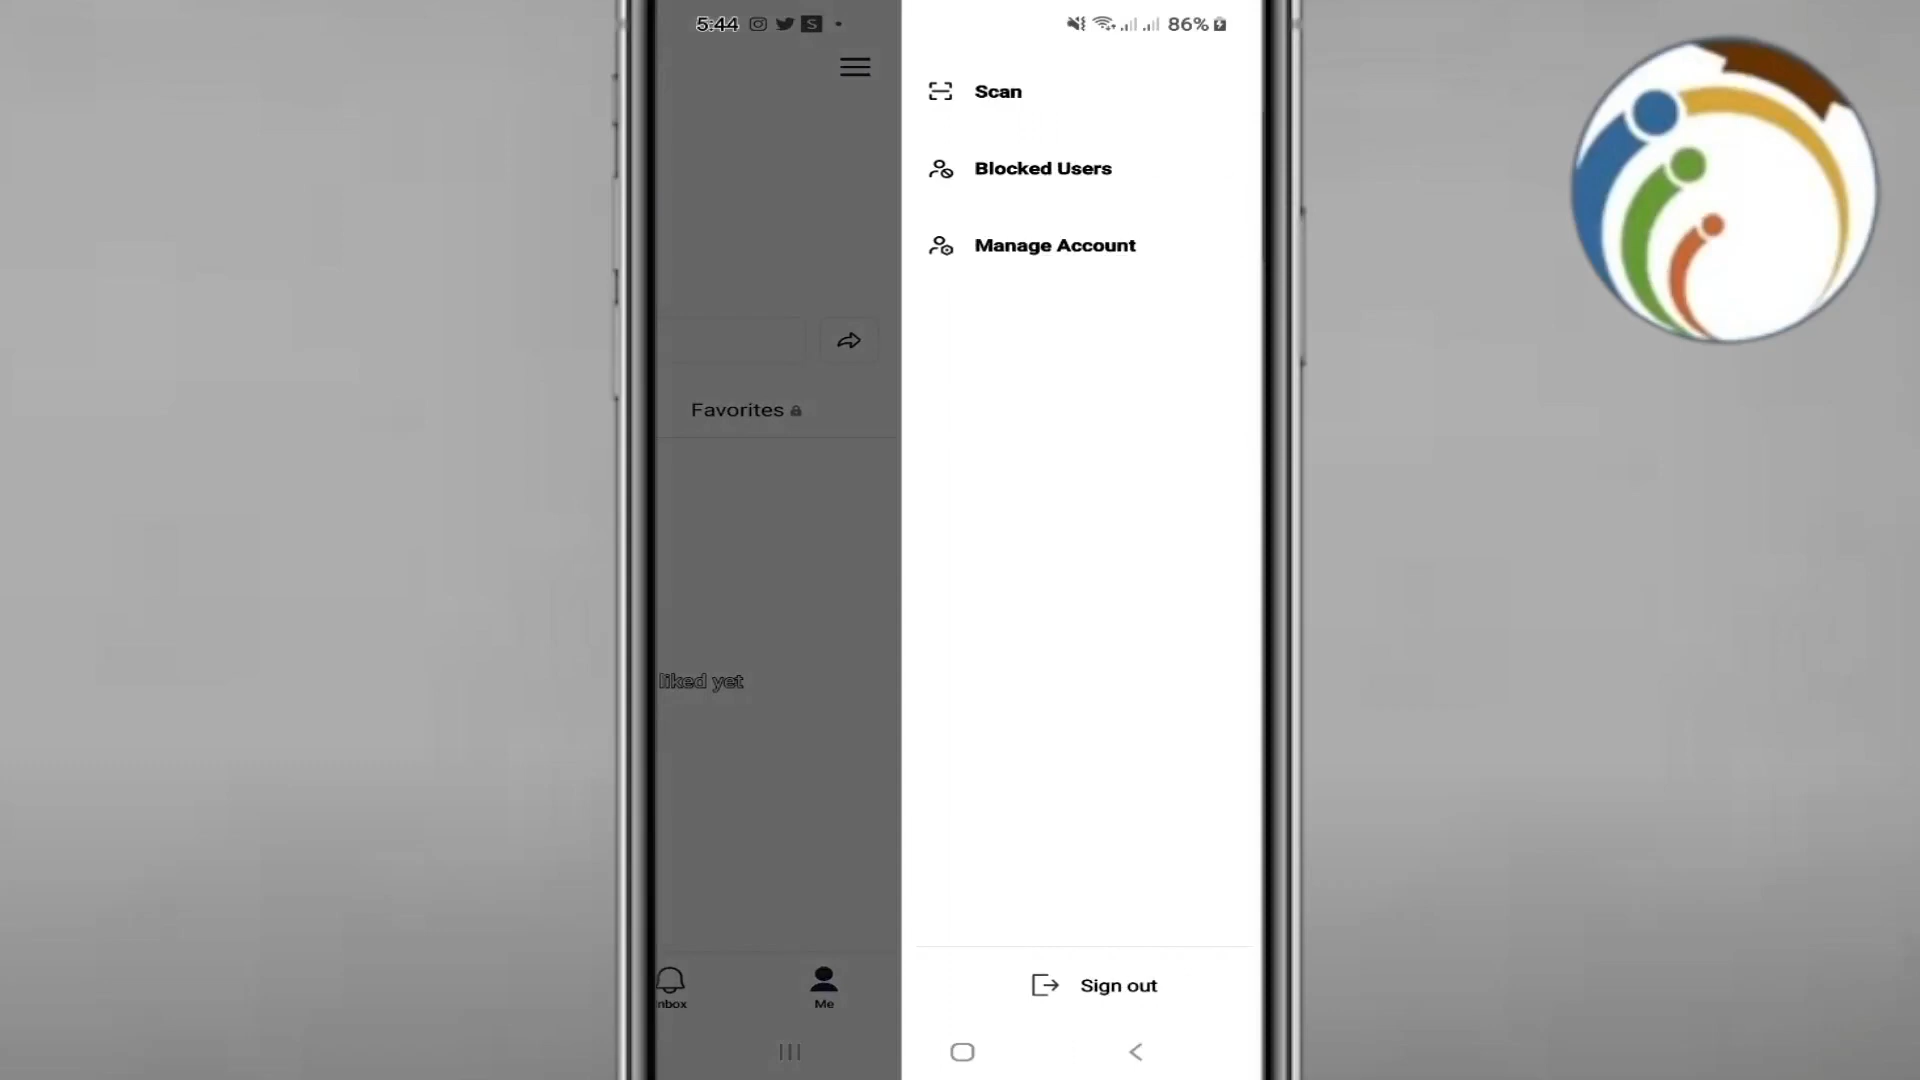 5:44
86%
Scan
Blocked Users
Manage Account
Favorites
liked yet
nbox
Me
Sign out